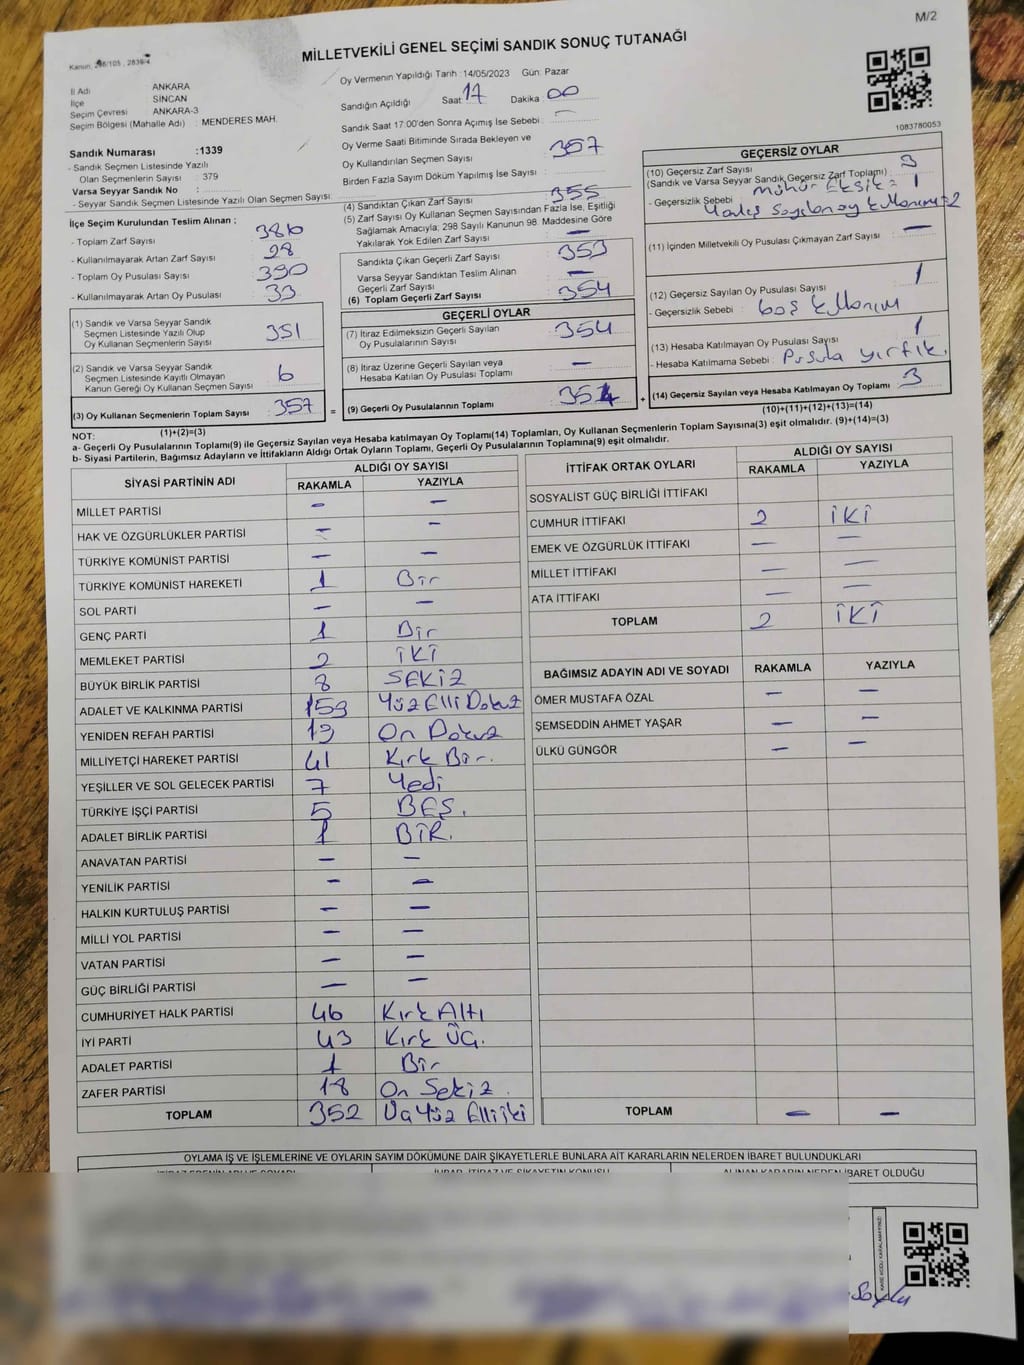 M/2
MİLLETVEKİLİ GENEL SEÇİMİ SANDIK SONUÇ TUTANAĞI
Oy Vermenin Yapıldığı Tarih :14/05/2023 Gün: Pazar
İl Adı ANKARA
İlçe SİNCAN
Seçim Çevresi : ANKARA-3
Seçim Bölgesi (Mahalle Adı) : MENDERES MAH.
Sandık Numarası :1339
- Sandık Seçmen Listesinde Yazılı
Olan Seçmenlerin Sayısı : 379
Varsa Seyyar Sandık No :
- Seyyar Sandık Seçmen Listesinde Yazılı Olan Seçmen Sayısı:
İlçe Seçim Kurulundan Teslim Alınan :
- Toplam Zarf Sayısı : 386
- Kullanılmayarak Artan Zarf Sayısı : 28
- Toplam Oy Pusulası Sayısı : 390
- Kullanılmayarak Artan Oy Pusulası : 33
(1) Sandık ve Varsa Seyyar Sandık
Seçmen Listesinde Yazılı Olup
Oy Kullanan Seçmenlerin Sayısı : 351
(2) Sandık ve Varsa Seyyar Sandık
Seçmen Listesinde Kayıtlı Olmayan
Kanun Gereği Oy Kullanan Seçmen Sayısı : 6
(3) Oy Kullanan Seçmenlerin Toplam Sayısı : 357 =
(1)+(2)=(3)
Sandığın Açıldığı Saat: 17 Dakika : 00
Sandık Saat 17:00'den Sonra Açımış İse Sebebi : —
Oy Verme Saati Bitiminde Sırada Bekleyen ve
Oy Kullandırılan Seçmen Sayısı : 357
Birden Fazla Sayım Döküm Yapılmış İse Sayısı :
(4) Sandıktan Çıkan Zarf Sayısı : 355
(5) Zarf Sayısı Oy Kullanan Seçmen Sayısından Fazla İse, Eşitliği
Sağlamak Amacıyla, 298 Sayılı Kanunun 98. Maddesine Göre
Yakılarak Yok Edilen Zarf Sayısı : —
Sandıkta Çıkan Geçerli Zarf Sayısı : 353
Varsa Seyyar Sandıktan Teslim Alınan
Geçerli Zarf Sayısı : —
(6) Toplam Geçerli Zarf Sayısı : 354
GEÇERLİ OYLAR
(7) İtiraz Edilmeksizin Geçerli Sayılan
Oy Pusulalarının Sayısı : 354
(8) İtiraz Üzerine Geçerli Sayılan veya
Hesaba Katılan Oy Pusulası Toplamı : —
(9) Geçerli Oy Pusulalarının Toplamı : 354 +
1083780053
GEÇERSİZ OYLAR
(10) Geçersiz Zarf Sayısı : 3
(Sandık ve Varsa Seyyar Sandık Geçersiz Zarf Toplamı)
- Geçersizlik Sebebi : mühür Eksik = 1
oy kullanımı = 2
(11) İçinden Milletvekili Oy Pusulası Çıkmayan Zarf Sayısı : —
(12) Geçersiz Sayılan Oy Pusulası Sayısı : 1
- Geçersizlik Sebebi : boş kullanım
(13) Hesaba Katılmayan Oy Pusulası Sayısı : 1
- Hesaba Katılmama Sebebi : Pusula yırtık.
(14) Geçersiz Sayılan veya Hesaba Katılmayan Oy Toplamı : 3
(10)+(11)+(12)+(13)=(14)
NOT:
a- Geçerli Oy Pusulalarının Toplamı(9) ile Geçersiz Sayılan veya Hesaba katılmayan Oy Toplamı(14) Toplamları, Oy Kullanan Seçmenlerin Toplam Sayısına(3) eşit olmalıdır. (9)+(14)=(3)
b- Siyasi Partilerin, Bağımsız Adayların ve İttifakların Aldığı Ortak Oyların Toplamı, Geçerli Oy Pusulalarının Toplamına(9) eşit olmalıdır.
SİYASİ PARTİNİN ADI ALDIĞI OY SAYISI
RAKAMLA YAZIYLA
MİLLET PARTİSİ — —
HAK VE ÖZGÜRLÜKLER PARTİSİ — —
TÜRKİYE KOMÜNİST PARTİSİ — —
TÜRKİYE KOMÜNİST HAREKETİ 1 Bir
SOL PARTİ — —
GENÇ PARTİ 1 Bir
MEMLEKET PARTİSİ 2 İKİ
BÜYÜK BİRLİK PARTİSİ 8 SEKİZ
ADALET VE KALKINMA PARTİSİ 159 Yüz Elli Dokuz
YENİDEN REFAH PARTİSİ 19 On Dokuz
MİLLİYETÇİ HAREKET PARTİSİ 41 Kırk Bir.
YEŞİLLER VE SOL GELECEK PARTİSİ 7 Yedi
TÜRKİYE İŞÇİ PARTİSİ 5 BEŞ.
ADALET BİRLİK PARTİSİ 1 BİR.
ANAVATAN PARTİSİ — —
YENİLİK PARTİSİ — —
HALKIN KURTULUŞ PARTİSİ — —
MİLLİ YOL PARTİSİ — —
VATAN PARTİSİ — —
GÜÇ BİRLİĞİ PARTİSİ — —
CUMHURİYET HALK PARTİSİ 46 Kırk Altı
İYİ PARTİ 43 Kırk Üç.
ADALET PARTİSİ 1 Bir
ZAFER PARTİSİ 18 On Sekiz.
TOPLAM 352 Üç Yüz Elli iki
İTTİFAK ORTAK OYLARI ALDIĞI OY SAYISI
RAKAMLA YAZIYLA
SOSYALİST GÜÇ BİRLİĞİ İTTİFAKI
CUMHUR İTTİFAKI 2 İKİ
EMEK VE ÖZGÜRLÜK İTTİFAKI — —
MİLLET İTTİFAKI — —
ATA İTTİFAKI — —
TOPLAM 2 İKİ
BAĞIMSIZ ADAYIN ADI VE SOYADI RAKAMLA YAZIYLA
ÖMER MUSTAFA ÖZAL — —
ŞEMSEDDİN AHMET YAŞAR — —
ÜLKÜ GÜNGÖR — —
TOPLAM — —
OYLAMA İŞ VE İŞLEMLERİNE VE OYLARIN SAYIM DÖKÜMÜNE DAİR ŞİKAYETLERLE BUNLARA AİT KARARLARIN NELERDEN İBARET BULUNDUKLARI
İTİRAZ EDENİN ADI VE SOYADI İHBAR, İTİRAZ VE ŞİKAYETİN KONUSU ALINAN KARARIN NEDEN İBARET OLDUĞU